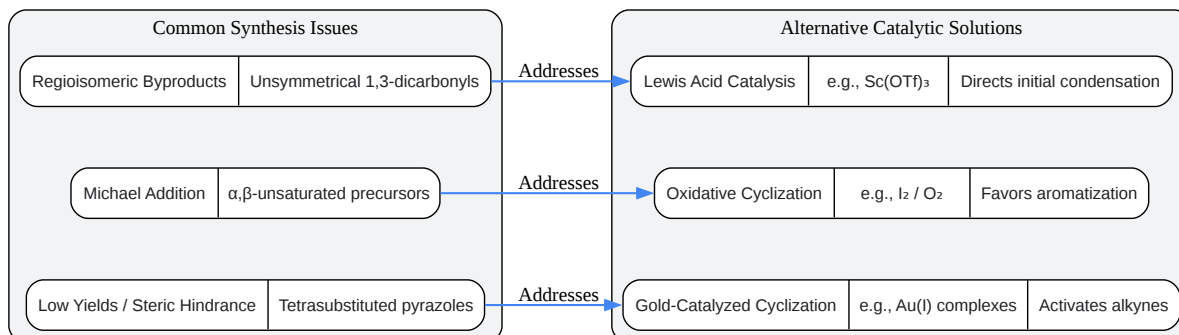 Common Synthesis Issues
Alternative Catalytic Solutions
Regioisomeric Byproducts Unsymmetrical 1,3-dicarbonyls Addresses Lewis Acid Catalysis e.g., Sc(OTf)₃ Directs initial condensation
Michael Addition α,β-unsaturated precursors Addresses Oxidative Cyclization e.g., I₂ / O₂ Favors aromatization
Low Yields / Steric Hindrance Tetrasubstituted pyrazoles Addresses Gold-Catalyzed Cyclization e.g., Au(I) complexes Activates alkynes